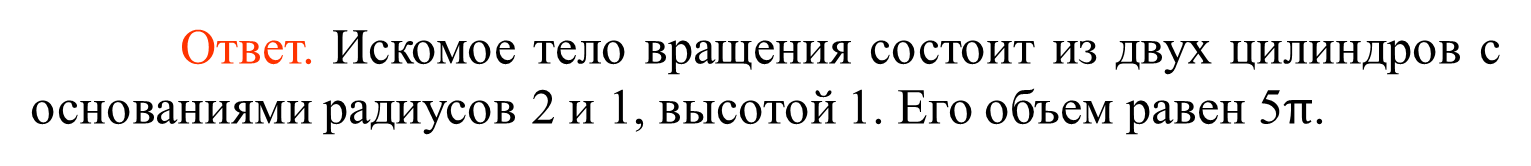 Ответ. Искомое тело вращения состоит из двух цилиндров с
основаниями радиусов 2 и 1, высотой 1. Его объем равен 5π.